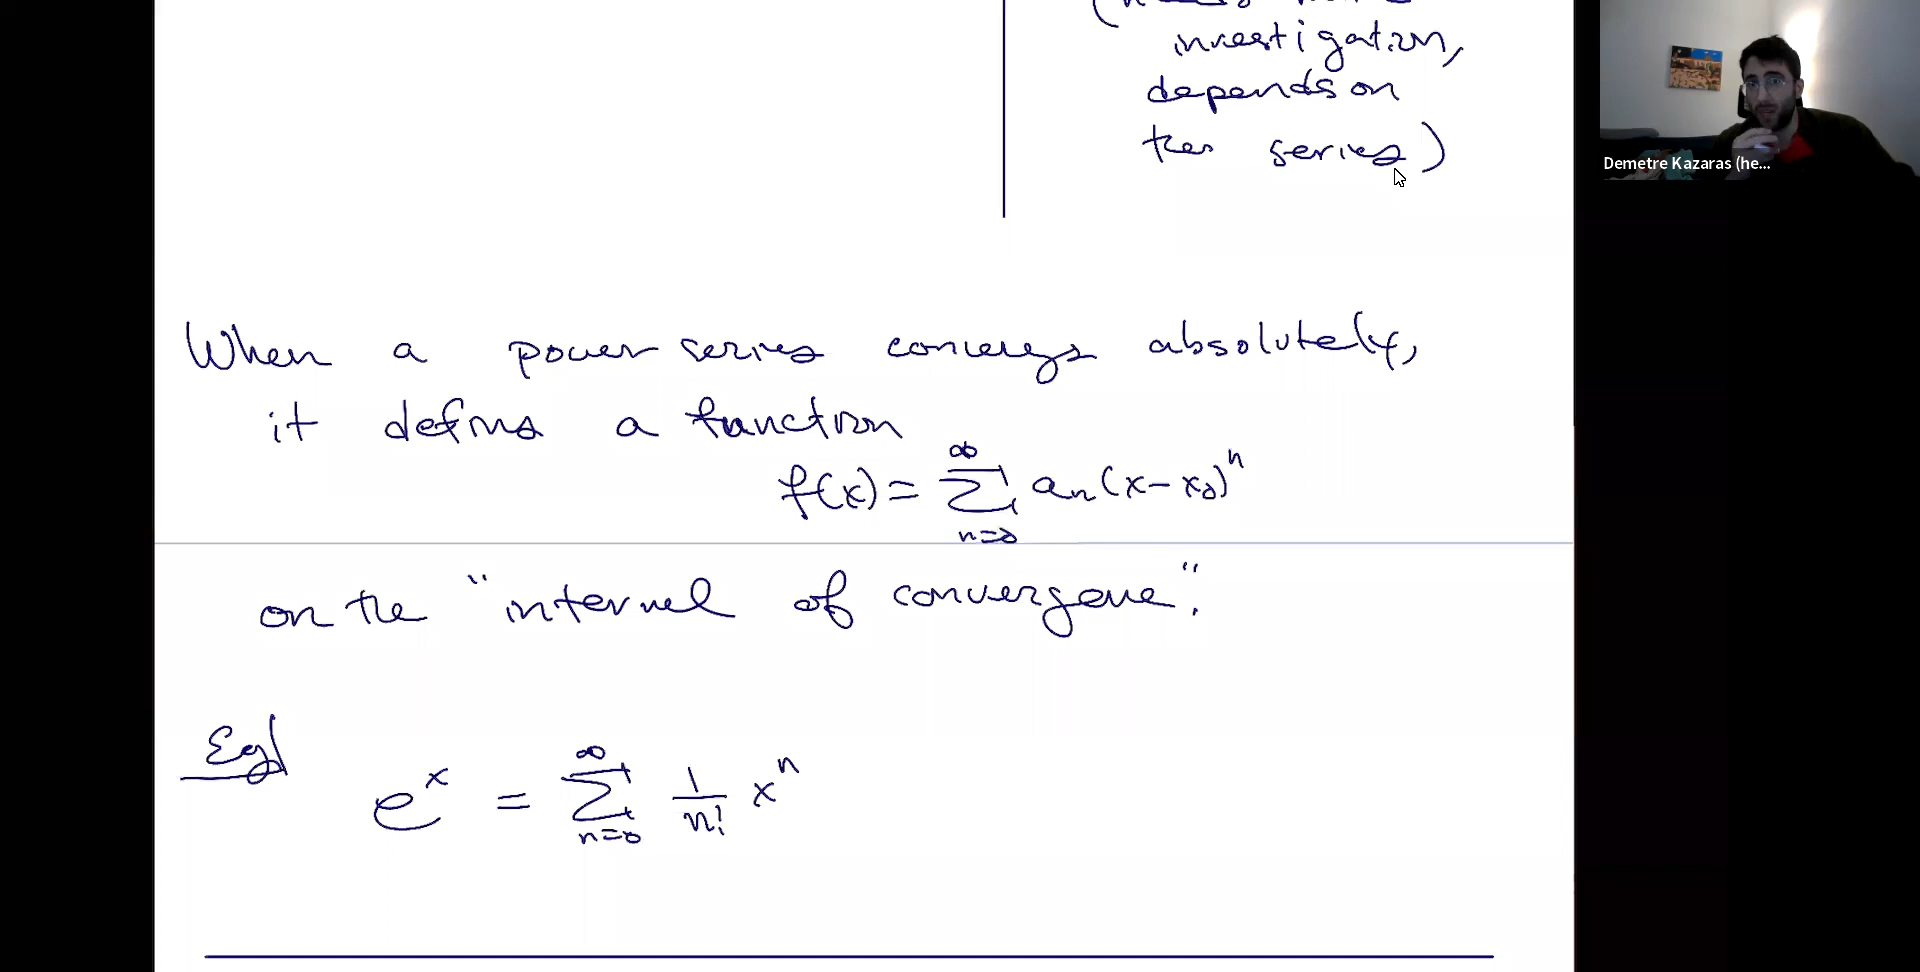 investigation,
depends on
the series)
Demetre Kazaras (he...
When a power series converges absolutely,
it defines a function
f(x) = ∑_{n=0}^{∞} a_n (x - x_0)^n
on the "interval of convergence".
Eg/
e^x = ∑_{n=0}^{∞} 1/n! x^n